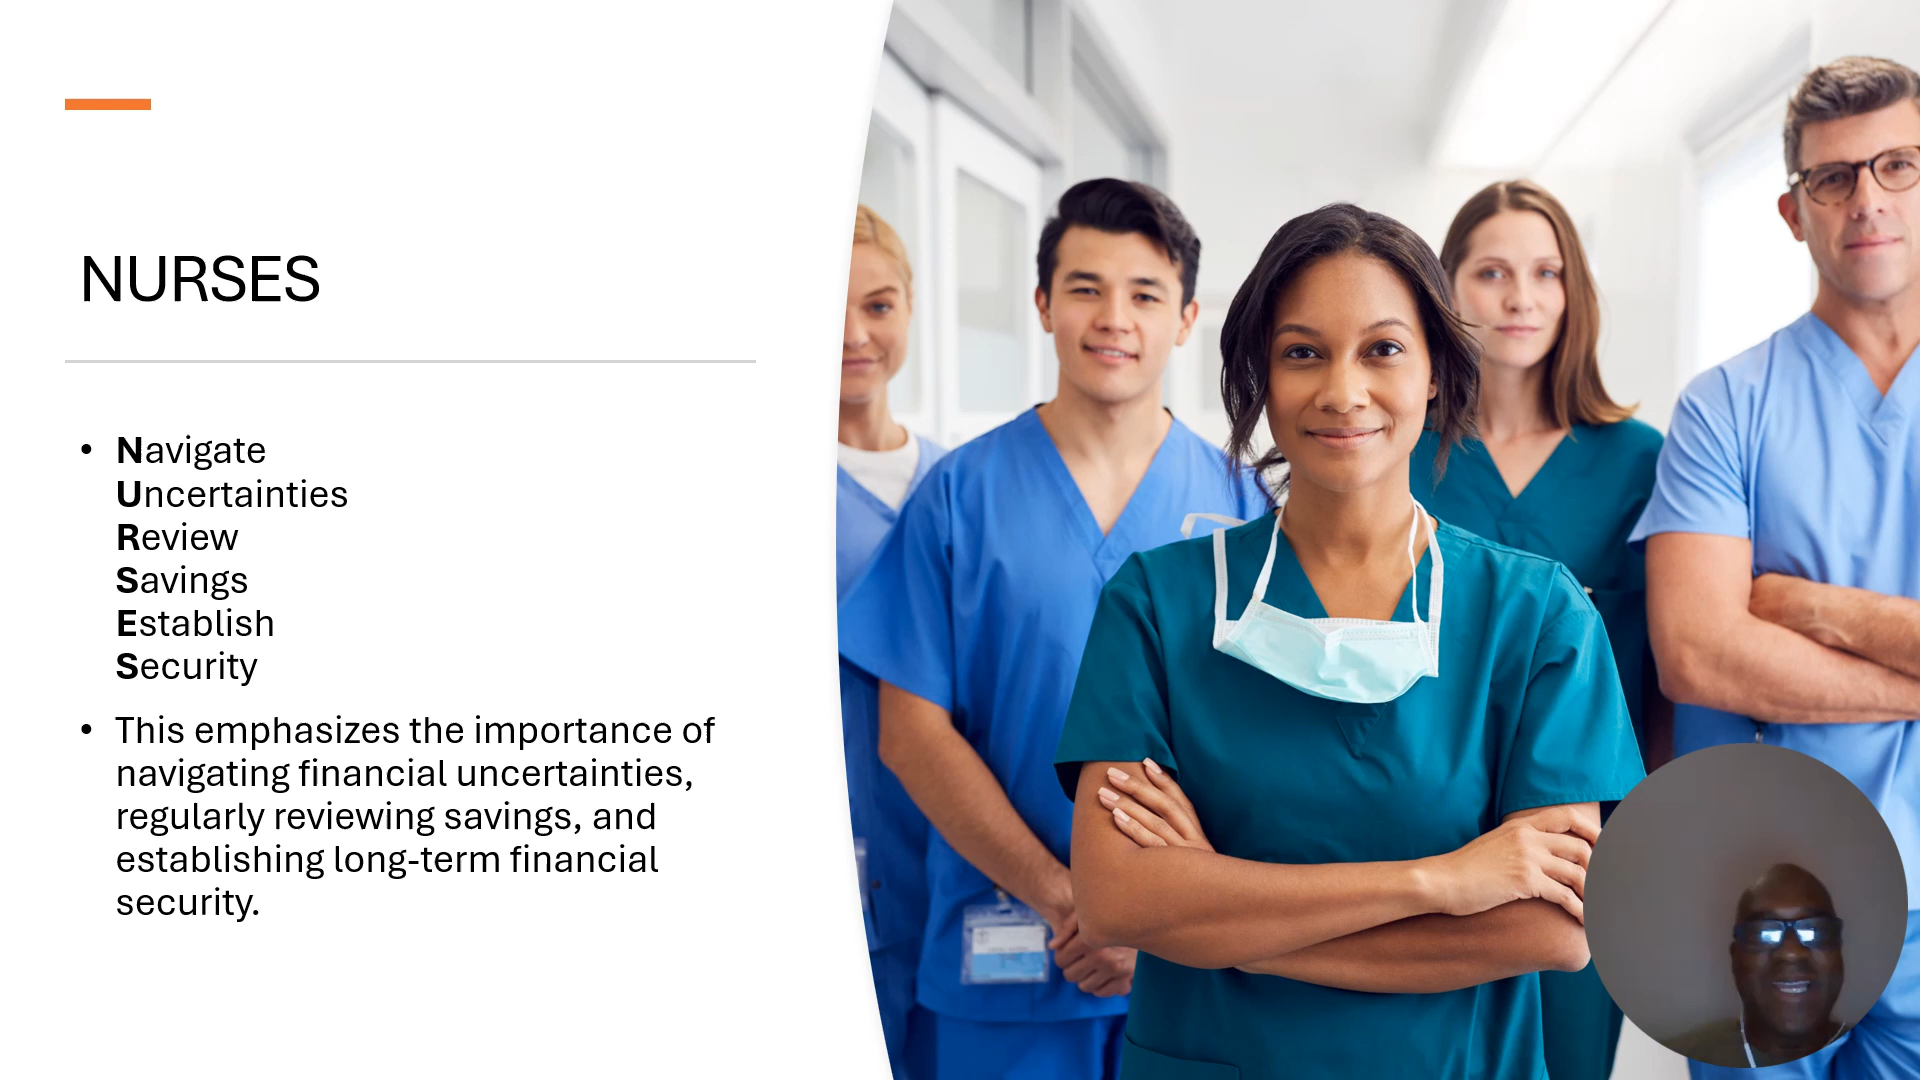 NURSES
• Navigate
Uncertainties
Review
Savings
Establish
Security
• This emphasizes the importance of
navigating financial uncertainties,
regularly reviewing savings, and
establishing long-term financial
security.